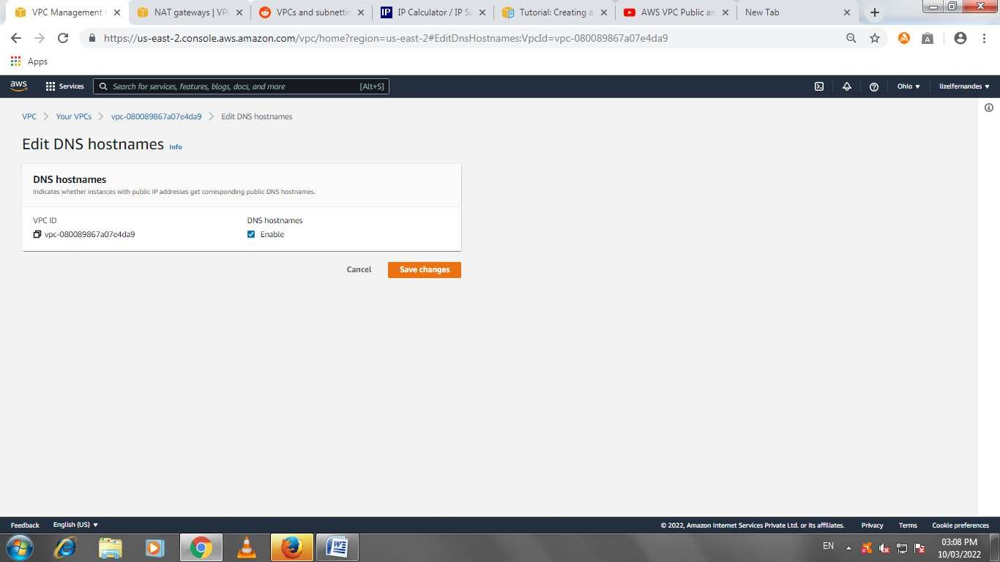 VPC Management C
NAT gateways | VPC
VPCs and subnettin
IP IP Calculator / IP Su
Tutorial: Creating a
AWS VPC Public an
New Tab
https://us-east-2.console.aws.amazon.com/vpc/home?region=us-east-2#EditDnsHostnames:VpcId=vpc-080089867a07e4da9
A
Apps
aws Services Search for services, features, blogs, docs, and more [Alt+S] Ohio lizelfernandes
VPC Your VPCs vpc-080089867a07e4da9 Edit DNS hostnames
Edit DNS hostnames Info
DNS hostnames
Indicates whether instances with public IP addresses get corresponding public DNS hostnames.
VPC ID DNS hostnames
vpc-080089867a07e4da9 Enable
Cancel Save changes
Feedback English (US) © 2022, Amazon Internet Services Private Ltd. or its affiliates. Privacy Terms Cookie preferences
EN 03:08 PM
10/03/2022